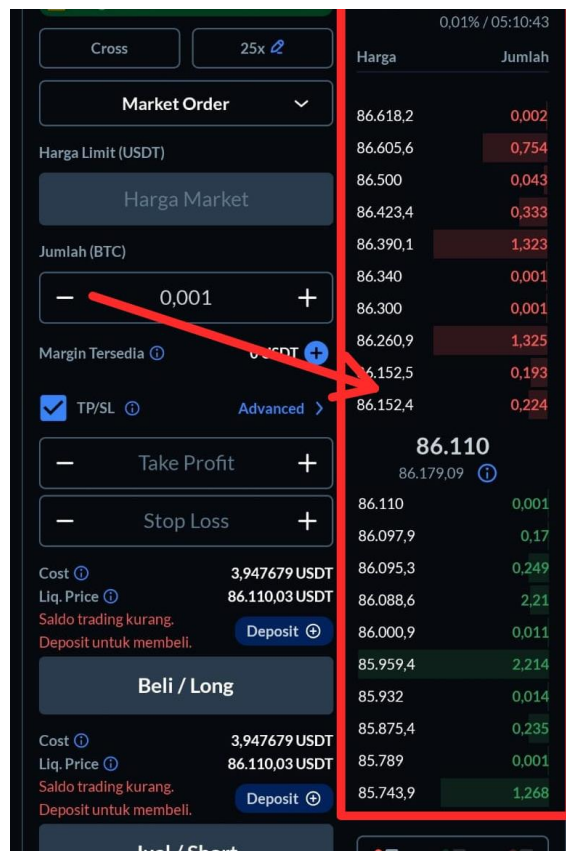 0,01% / 05:10:43
Cross
25x
Market Order
Harga Limit (USDT)
Harga Market
Jumlah (BTC)
0,001
Margin Tersedia
USDT
TP/SL
Advanced
Take Profit
Stop Loss
Cost
3,947679 USDT
Liq. Price
86.110,03 USDT
Saldo trading kurang.
Deposit untuk membeli.
Deposit
Beli / Long
Cost
3,947679 USDT
Liq. Price
86.110,03 USDT
Saldo trading kurang.
Deposit untuk membeli.
Deposit
Jual / Short
Harga Jumlah
86.618,2 0,002
86.605,6 0,754
86.500 0,043
86.423,4 0,333
86.390,1 1,323
86.340 0,001
86.300 0,001
86.260,9 1,325
86.152,5 0,193
86.152,4 0,224
86.110
86.179,09
86.110 0,001
86.097,9 0,17
86.095,3 0,249
86.088,6 2,21
86.000,9 0,011
85.959,4 2,214
85.932 0,014
85.875,4 0,235
85.789 0,001
85.743,9 1,268